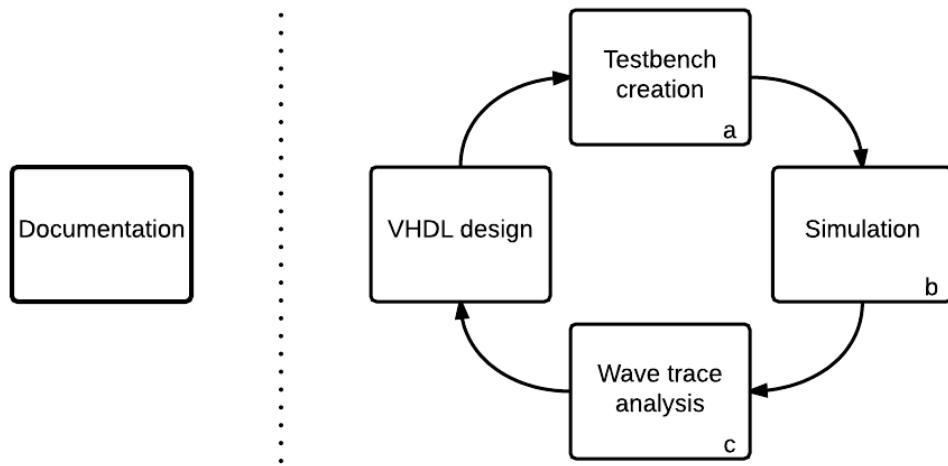 Documentation
VHDL design
Testbench
creation
a
Simulation
b
Wave trace
analysis
c